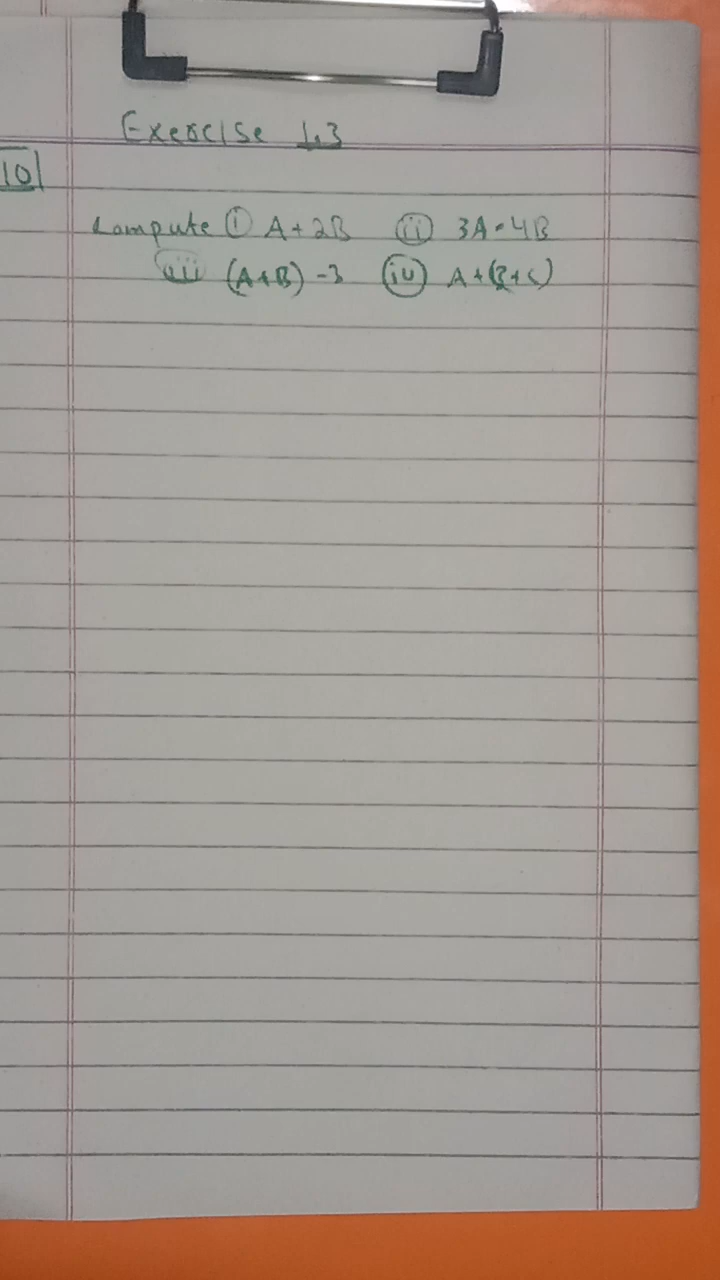 Exercise 1.3
10
Compute (i) A+2B (ii) 3A-4B
(iii) (A+B)-3 (iv) A+(B+C)